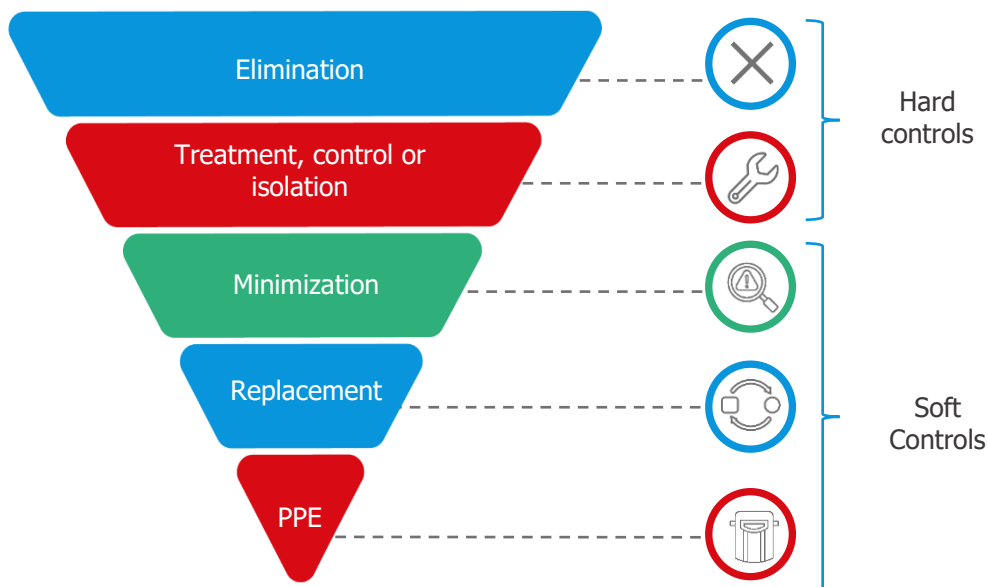 Elimination
Treatment, control or
isolation
Minimization
Replacement
PPE
Hard
controls
Soft
Controls